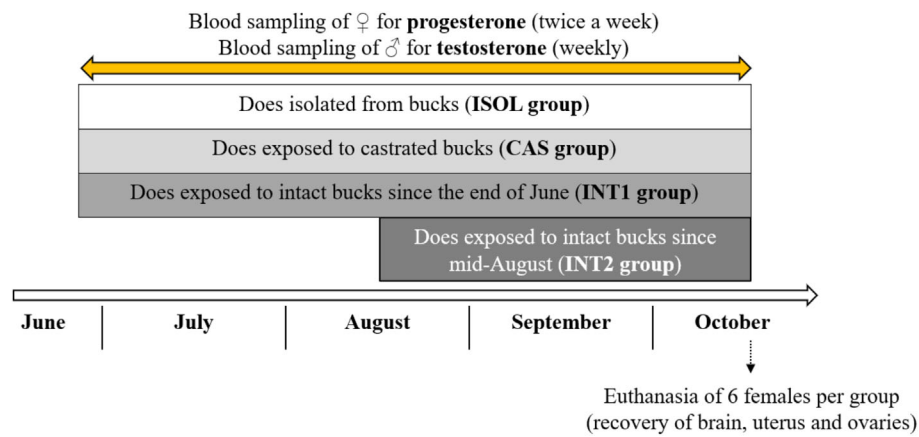 Blood sampling of ♀ for progesterone (twice a week)
Blood sampling of ♂ for testosterone (weekly)
Does isolated from bucks (ISOL group)
Does exposed to castrated bucks (CAS group)
Does exposed to intact bucks since the end of June (INT1 group)
Does exposed to intact bucks since
mid-August (INT2 group)
June
July
August
September
October
Euthanasia of 6 females per group
(recovery of brain, uterus and ovaries)